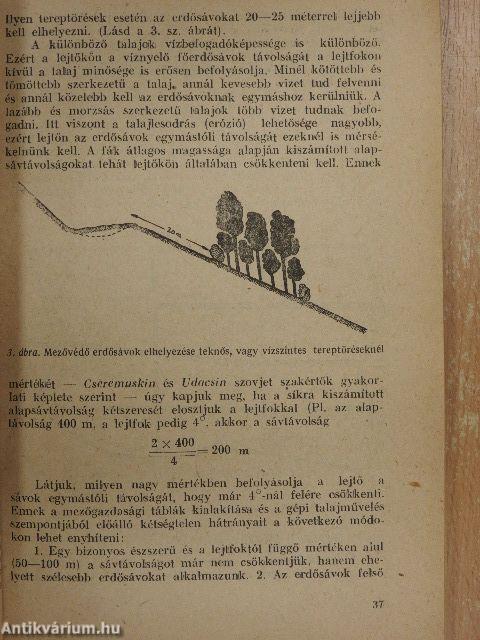 ilyen tereptörések esetén az erdősávokat 20—25 méterrel lejjebb
kell elhelyezni. (Lásd a 3. sz. ábrát).
A különböző talajok vízbefogadóképessége is különböző.
Ezért a lejtőkön a víznyelő főerdősávok távolságát a lejtfokon
kívül a talaj minősége is erősen befolyásolja. Minél kötöttebb és
tömöttebb szerkezetű a talaj, annál kevesebb vizet tud felvenni
és annál közelebb kell az erdősávoknak egymáshoz kerülniük. A
lazább és morzsás szerkezetű talajok több vizet tudnak befo-
gadni. Itt viszont a talajlesodrás (erózió) lehetősége nagyobb,
ezért lejtőn az erdősávok egymástóli távolságát ezeknél is mérsé-
kelnünk kell. A fák átlagos magassága alapján kiszámított alap-
sávtávolságokat tehát lejtőkön általában csökkenteni kell. Ennek
20 m
3. ábra. Mezővédő erdősávok elhelyezése teknős, vagy vízszintes tereptöréseknél
mértékét — Cseremuskin és Udacsin szovjet szakértők gyakor-
lati képlete szerint — úgy kapjuk meg, ha a síkra kiszámított
alapsávtávolság kétszeresét elosztjuk a lejtfokkal (Pl. az alap-
távolság 400 m, a lejtfok pedig 4°. akkor a sávtávolság
2 × 400
4
= 200 m
Látjuk, milyen nagy mértékben befolyásolja a lejtő a
sávok egymástóli távolságát, hogy már 4°-nál felére csökkenti.
Ennek a mezőgazdasági táblák kialakítása és a gépi talajművelés
szempontjából előálló kétségtelen hátrányait a következő módo-
kon lehet enyhíteni:
1. Egy bizonyos ésszerű és a lejtfoktól függő mértéken alul
(50—100 m) a sávtávolságot már nem csökkentjük, hanem ehe-
lyett szélesebb erdősávokat alkalmazunk. 2. Az erdősávok felső
37
Antikvárium.hu